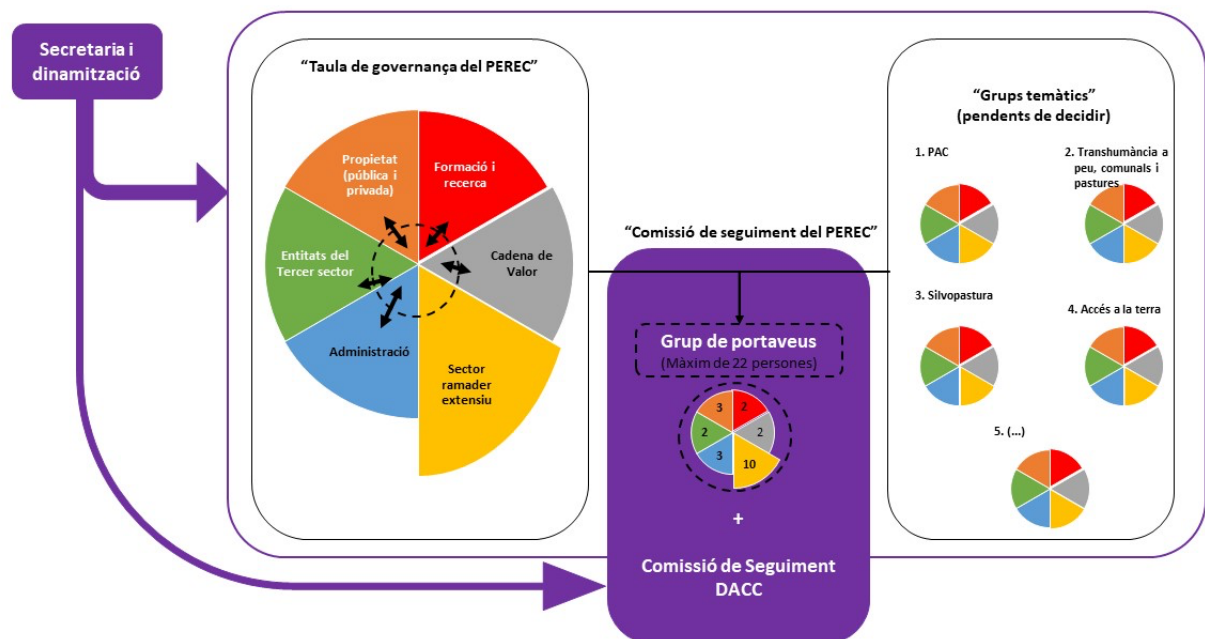 Secretaria i
dinamització
“Taula de governança del PEREC”
Propietat
(pública i
privada)
Formació i
recerca
Entitats del
Tercer sector
Cadena de
Valor
Administració
Sector
ramader
extensiu
“Comissió de seguiment del PEREC”
Grup de portaveus
(Màxim de 22 persones)
3
2
2
2
3
10
+
Comissió de Seguiment
DACC
“Grups temàtics”
(pendents de decidir)
1. PAC
2. Transhumància a
peu, comunals i
pastures
3. Silvopastura
4. Accés a la terra
5. (...)